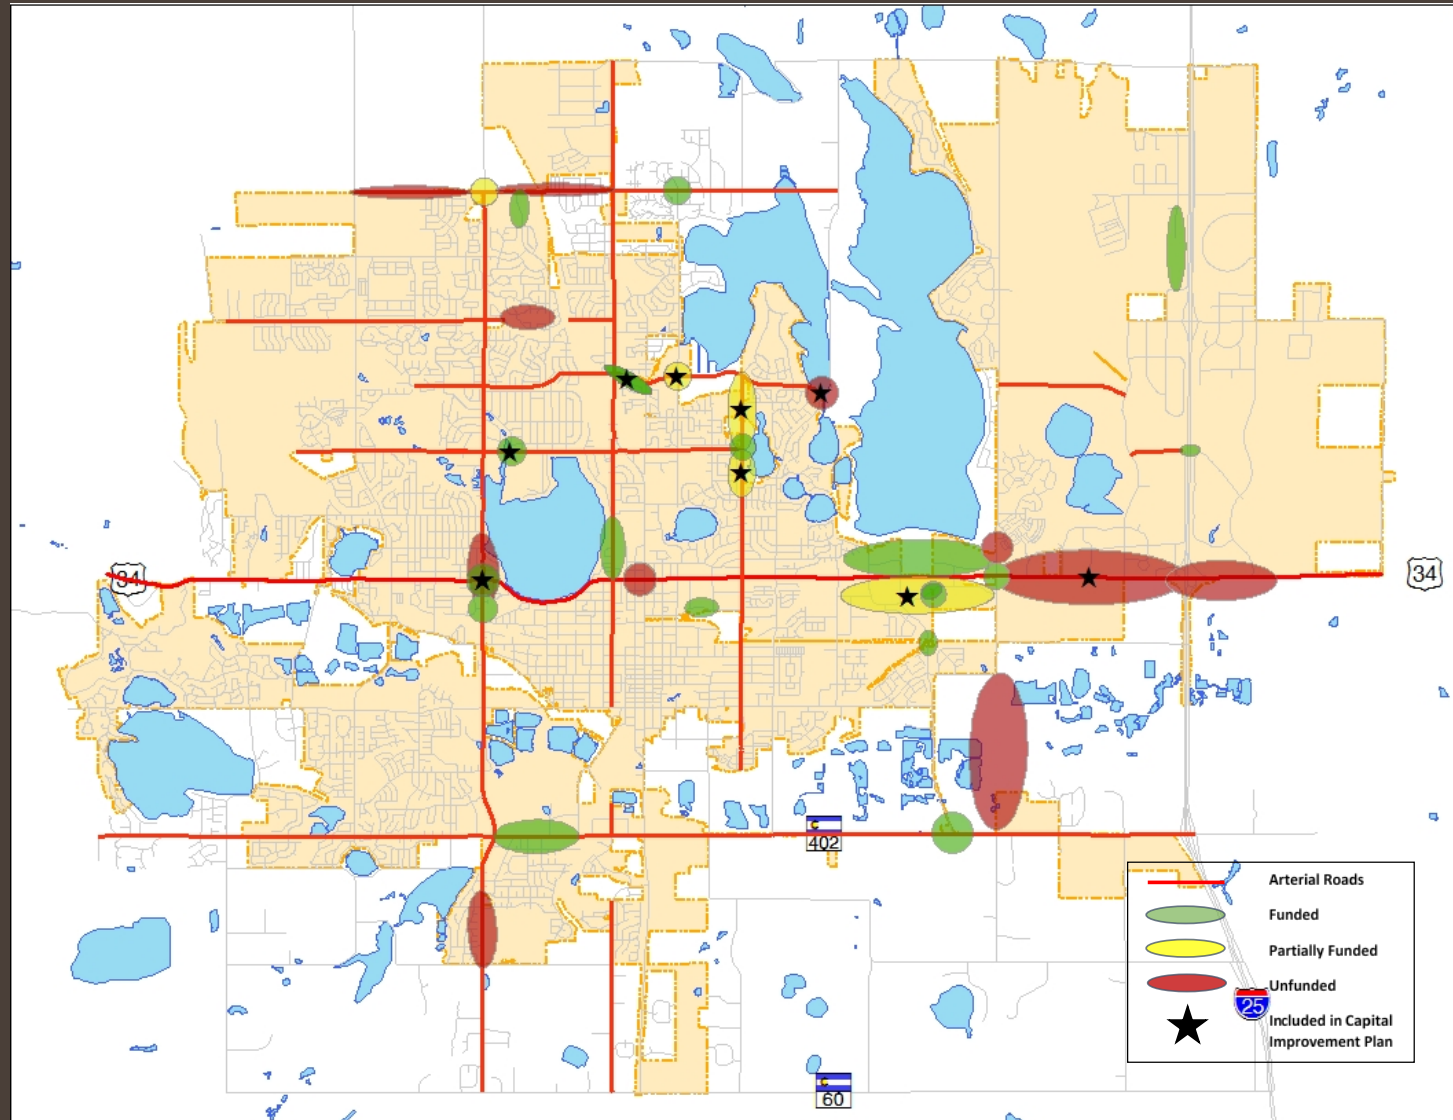 34
34
C
402
Arterial Roads
Funded
Partially Funded
Unfunded
25
Included in Capital
Improvement Plan
C
60